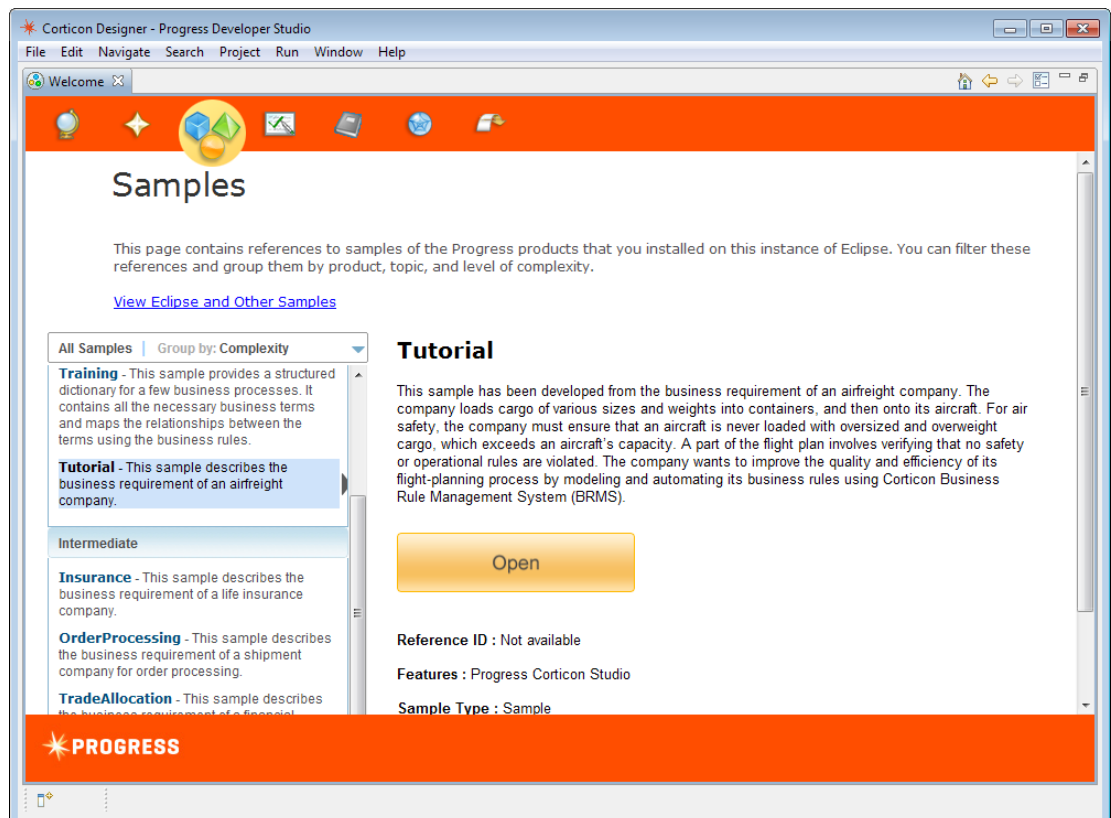 Corticon Designer - Progress Developer Studio
File Edit Navigate Search Project Run Window Help
Welcome
Samples
This page contains references to samples of the Progress products that you installed on this instance of Eclipse. You can filter these
references and group them by product, topic, and level of complexity.
View Eclipse and Other Samples
All Samples | Group by: Complexity
Training - This sample provides a structured
dictionary for a few business processes. It
contains all the necessary business terms
and maps the relationships between the
terms using the business rules.
Tutorial - This sample describes the
business requirement of an airfreight
company.
Intermediate
Insurance - This sample describes the
business requirement of a life insurance
company.
OrderProcessing - This sample describes
the business requirement of a shipment
company for order processing.
TradeAllocation - This sample describes
the business requirement of a financial
Tutorial
This sample has been developed from the business requirement of an airfreight company. The
company loads cargo of various sizes and weights into containers, and then onto its aircraft. For air
safety, the company must ensure that an aircraft is never loaded with oversized and overweight
cargo, which exceeds an aircraft's capacity. A part of the flight plan involves verifying that no safety
or operational rules are violated. The company wants to improve the quality and efficiency of its
flight-planning process by modeling and automating its business rules using Corticon Business
Rule Management System (BRMS).
Open
Reference ID : Not available
Features : Progress Corticon Studio
Sample Type : Sample
PROGRESS